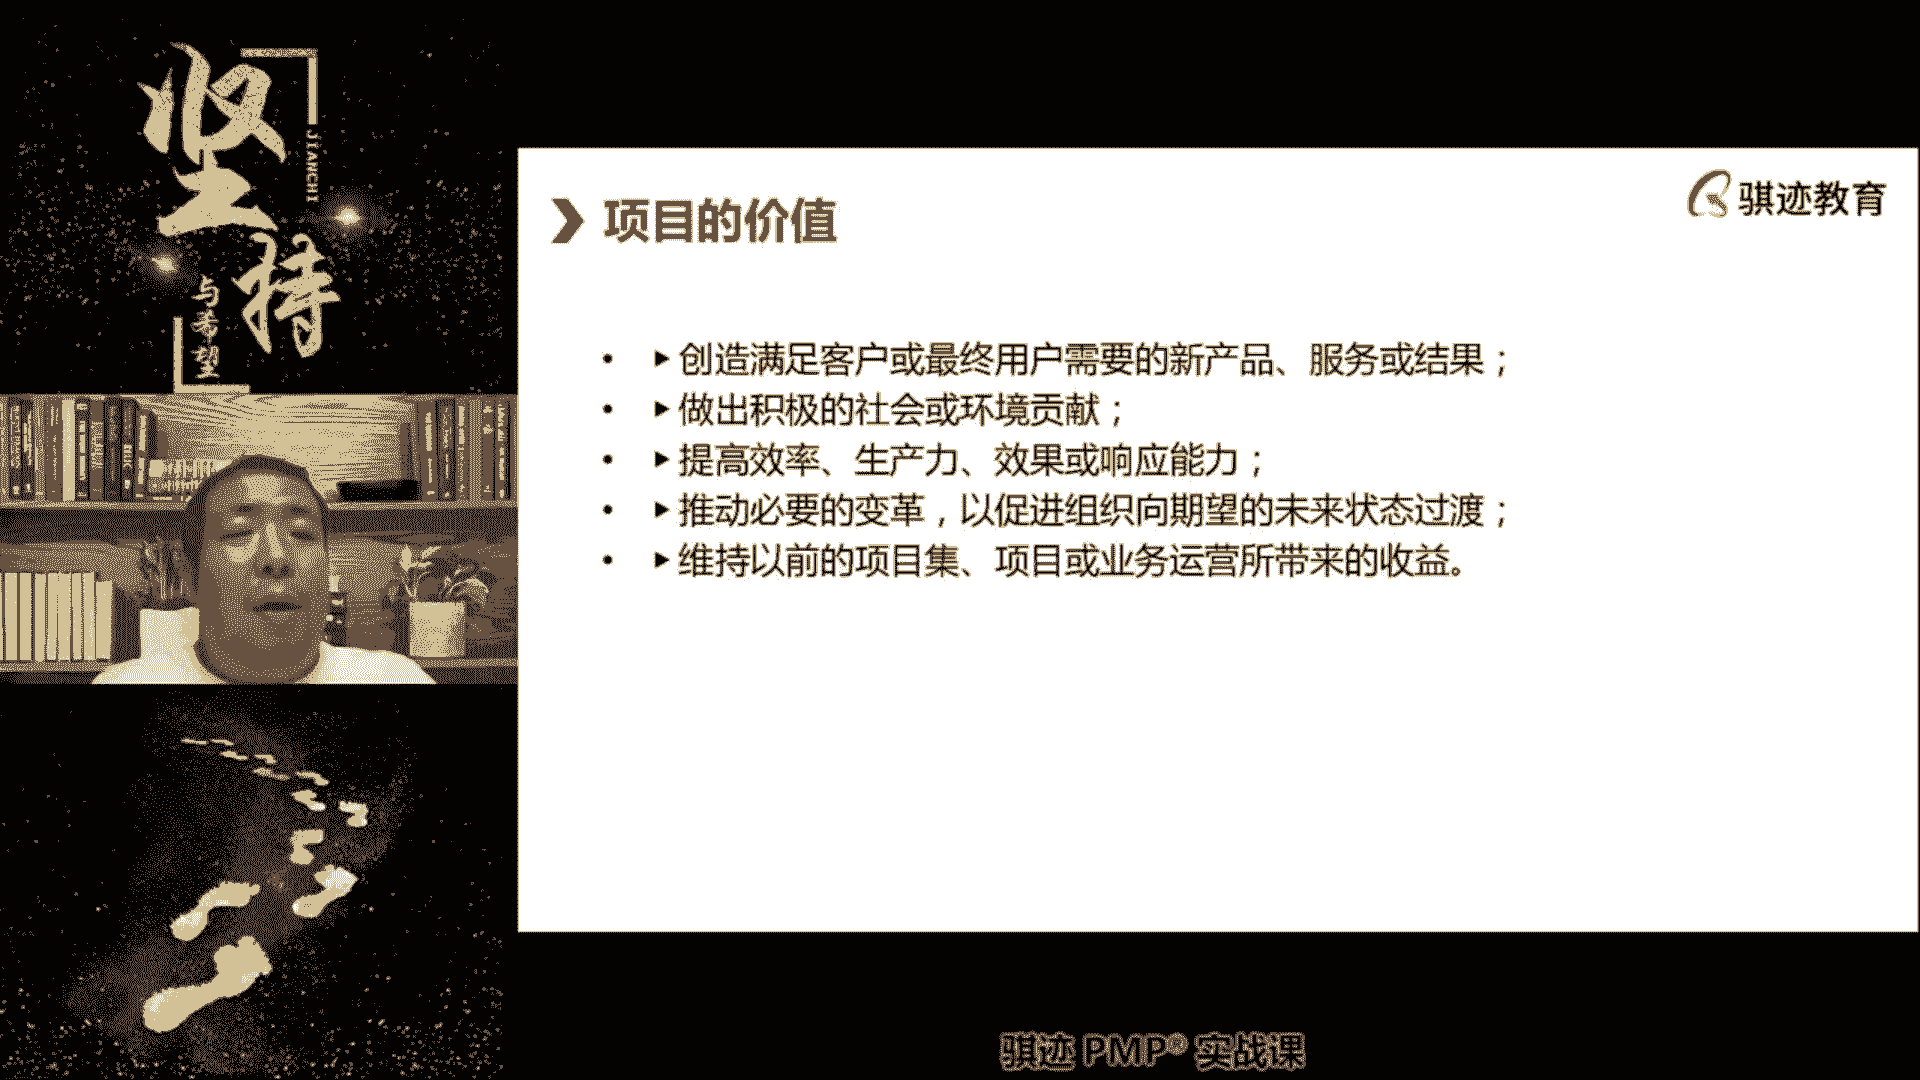 坚持
JIANCHI
与希望
骐迹教育
项目的价值
• ►创造满足客户或最终用户需要的新产品、服务或结果；
• ►做出积极的社会或环境贡献；
• ►提高效率、生产力、效果或响应能力；
• ►推动必要的变革，以促进组织向期望的未来状态过渡；
• ►维持以前的项目集、项目或业务运营所带来的收益。
骐迹 PMP® 实战课